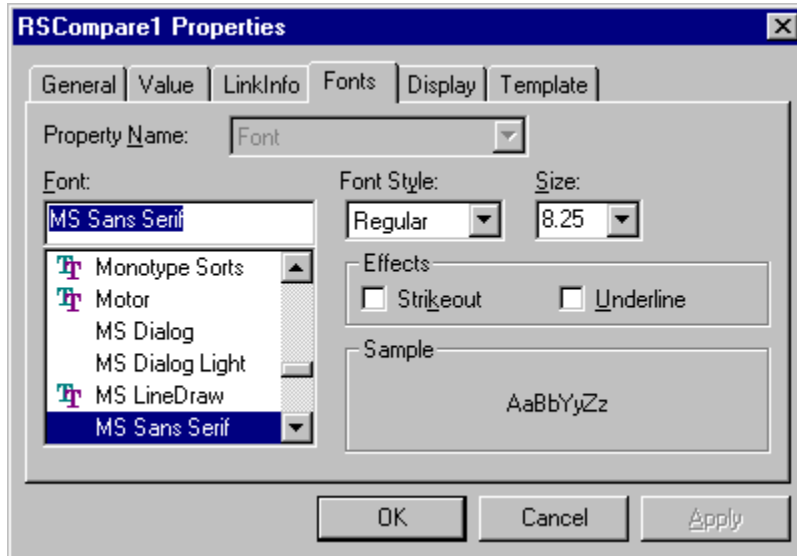 RSCompare1 Properties
General Value LinkInfo Fonts Display Template
Property Name: Font
Font: Font Style: Size:
MS Sans Serif Regular 8.25
Monotype Sorts
Motor
MS Dialog
MS Dialog Light
MS LineDraw
MS Sans Serif
Effects
Strikeout Underline
Sample
AaBbYyZz
OK Cancel Apply